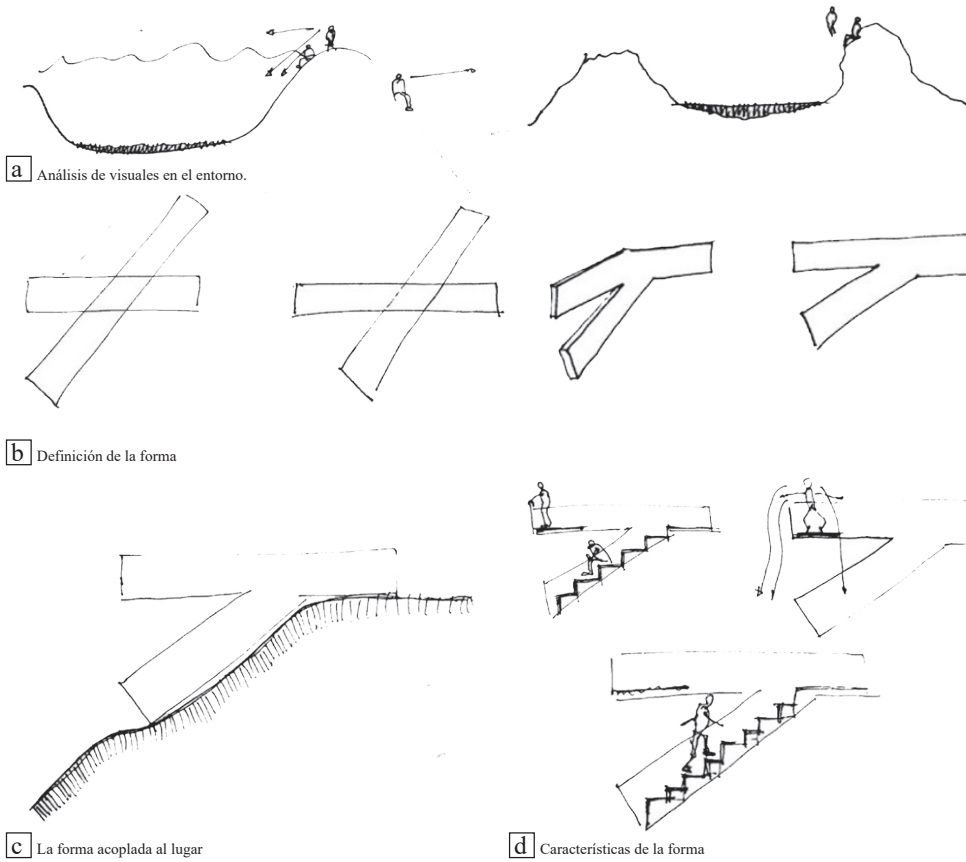 a Análisis de visuales en el entorno.
b Definición de la forma
c La forma acoplada al lugar
d Características de la forma